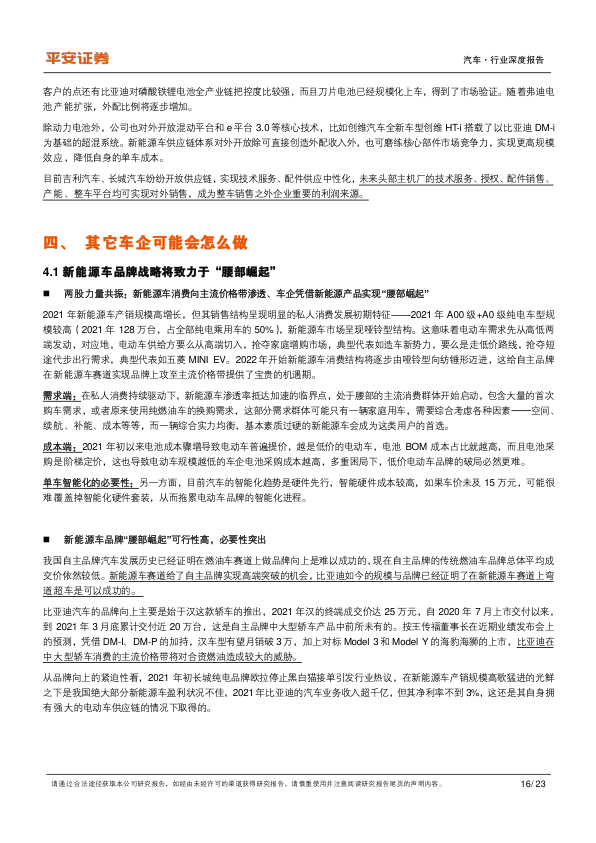 平安证券
汽车·行业深度报告
客户的点还有比亚迪对磷酸铁锂电池全产业链把控度比较强，而且刀片电池已经规模化上车，得到了市场验证。随着弗迪电
池产能扩张，外配比例将逐步增加。
除动力电池外，公司也对外开放混动平台和 e 平台 3.0 等核心技术，比如创维汽车全新车型创维 HT-i 搭载了以比亚迪 DM-i
为基础的超混系统。新能源车供应链体系对外开放除可直接创造外配收入外，也可磨练核心部件市场竞争力，实现更高规模
效应，降低自身的单车成本。
目前吉利汽车、长城汽车纷纷开放供应链，实现技术服务、配件供应中性化，未来头部主机厂的技术服务、授权、配件销售、
产能、整车平台均可实现对外销售，成为整车销售之外企业重要的利润来源。
四、 其它车企可能会怎么做
4.1 新能源车品牌战略将致力于“腰部崛起”
■ 两股力量共振：新能源车消费向主流价格带渗透、车企凭借新能源产品实现“腰部崛起”
2021 年新能源车产销规模高增长，但其销售结构呈现明显的私人消费发展初期特征——2021 年 A00 级+A0 级纯电车型规
模较高（2021 年 128 万台，占全部纯电乘用车的 50%），新能源车市场呈现哑铃型结构。这意味着电动车需求先从高低两
端发动，对应地，电动车供给方要么从高端切入，抢夺家庭增购市场，典型代表如造车新势力，要么是走低价路线，抢夺短
途代步出行需求，典型代表如五菱 MINI EV。2022 年开始新能源车消费结构将逐步由哑铃型向纺锤形迈进，这给自主品牌
在新能源车赛道实现品牌上攻至主流价格带提供了宝贵的机遇期。
需求端：在私人消费持续驱动下，新能源车渗透率抵达加速的临界点，处于腰部的主流消费群体开始启动，包含大量的首次
购车需求，或者原来使用纯燃油车的换购需求，这部分需求群体可能只有一辆家庭用车，需要综合考虑各种因素——空间、
续航、补能、成本等等，而一辆综合实力均衡，基本素质过硬的新能源车会成为这类用户的首选。
成本端：2021 年初以来电池成本骤增导致电动车普遍提价，越是低价的电动车，电池 BOM 成本占比就越高，而且电池采
购是阶梯定价，这也导致电动车规模越低的车企电池采购成本越高，多重困局下，低价电动车品牌的破局必然更难。
单车智能化的必要性：另一方面，目前汽车的智能化趋势是硬件先行，智能硬件成本较高，如果车价未及 15 万元，可能很
难覆盖掉智能化硬件套装，从而拖累电动车品牌的智能化进程。
■ 新能源车品牌“腰部崛起”可行性高，必要性突出
我国自主品牌汽车发展历史已经证明在燃油车赛道上做品牌向上是难以成功的，现在自主品牌的传统燃油车品牌总体平均成
交价依然较低。新能源车赛道给了自主品牌实现高端突破的机会，比亚迪如今的规模与品牌已经证明了在新能源车赛道上弯
道超车是可以成功的。
比亚迪汽车的品牌向上主要是始于汉这款轿车的推出，2021 年汉的终端成交价达 25 万元，自 2020 年 7 月上市交付以来，
到 2021 年 3 月底累计交付近 20 万台，这是自主品牌中大型轿车产品中前所未有的。按王传福董事长在近期业绩发布会上
的预测，凭借 DM-I、DM-P 的加持，汉车型有望月销破 3 万，加上对标 Model 3 和 Model Y 的海豹海狮的上市，比亚迪在
中大型轿车消费的主流价格带将对合资燃油造成较大的威胁。
从品牌向上的紧迫性看，2021 年初长城纯电品牌欧拉停止黑白猫接单引发行业热议，在新能源车产销规模高歌猛进的光鲜
之下是我国绝大部分新能源车盈利状况不佳，2021 年比亚迪的汽车业务收入超千亿，但其净利率不到 3%，这还是其自身拥
有强大的电动车供应链的情况下取得的。
请通过合法途径获取本公司研究报告，如经由未经许可的渠道获得研究报告，请慎重使用并注意阅读研究报告尾页的声明内容。
16/ 23